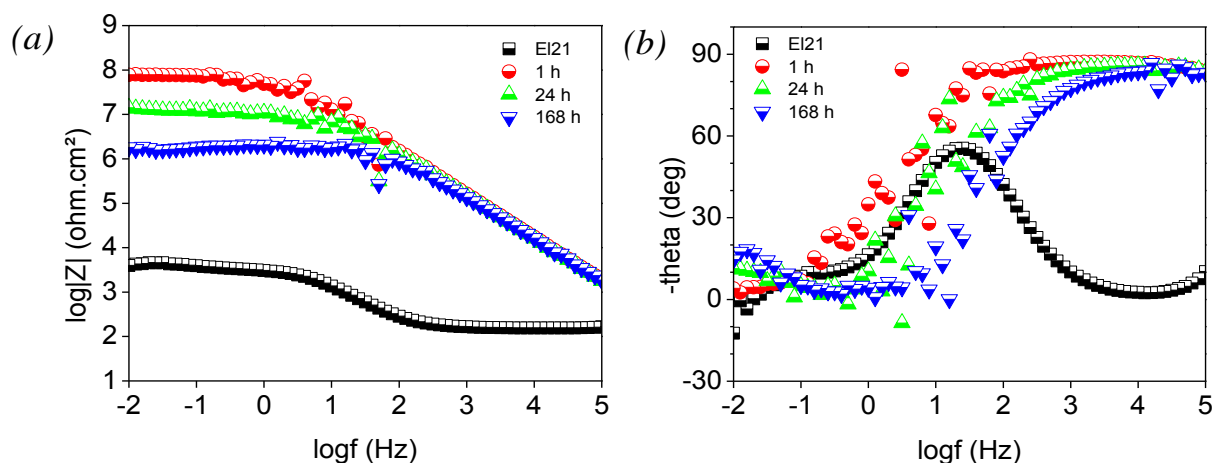 (a)
9
8
7
6
5
4
3
2
1
log|Z| (ohm.cm²)
-2 -1 0 1 2 3 4 5
logf (Hz)
El21
1 h
24 h
168 h
(b)
90
60
30
0
-30
-theta (deg)
-2 -1 0 1 2 3 4 5
logf (Hz)
El21
1 h
24 h
168 h